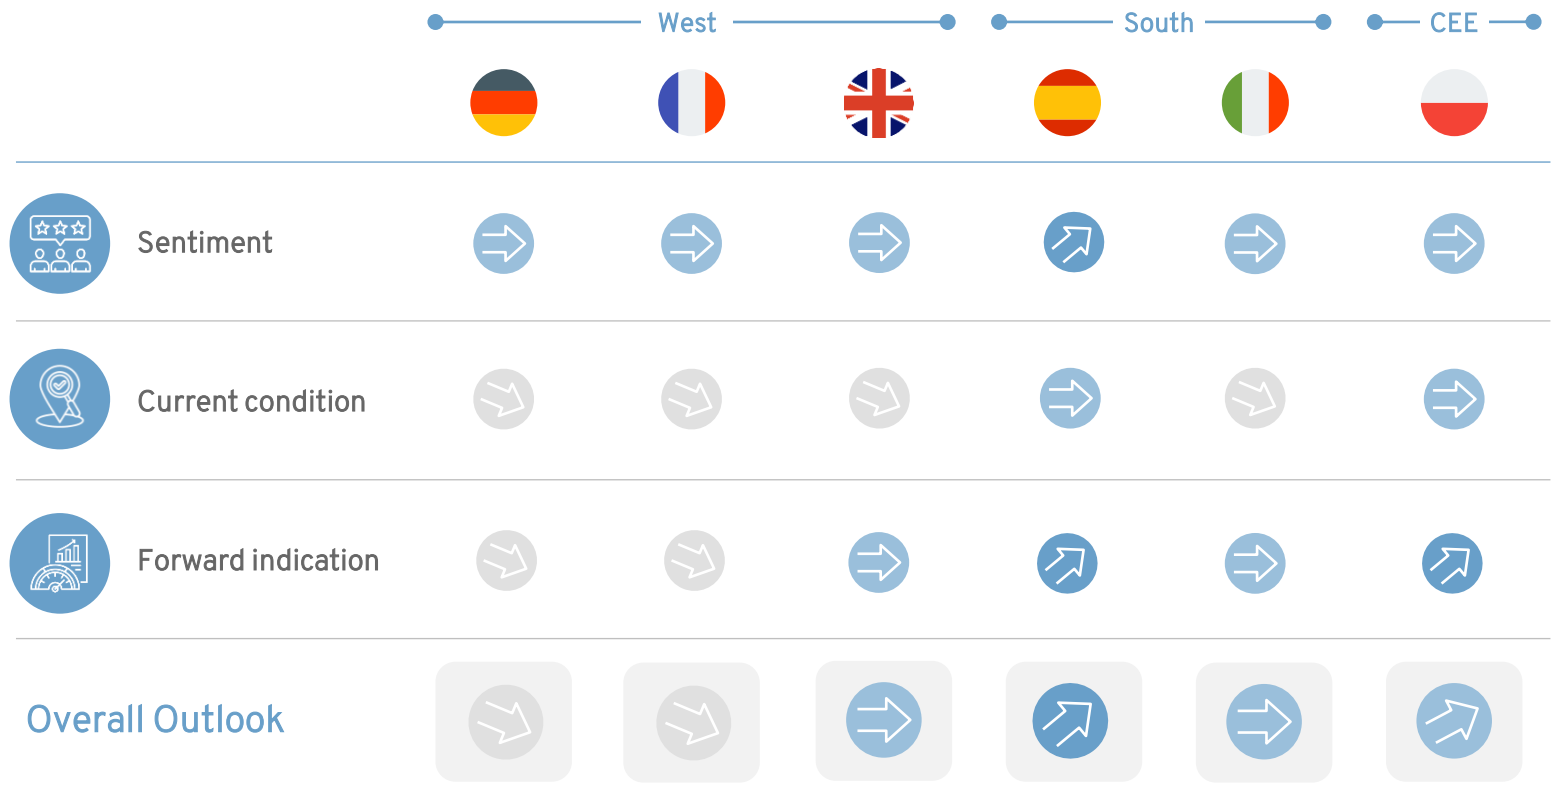 West South CEE
Sentiment
Current condition
Forward indication
Overall Outlook